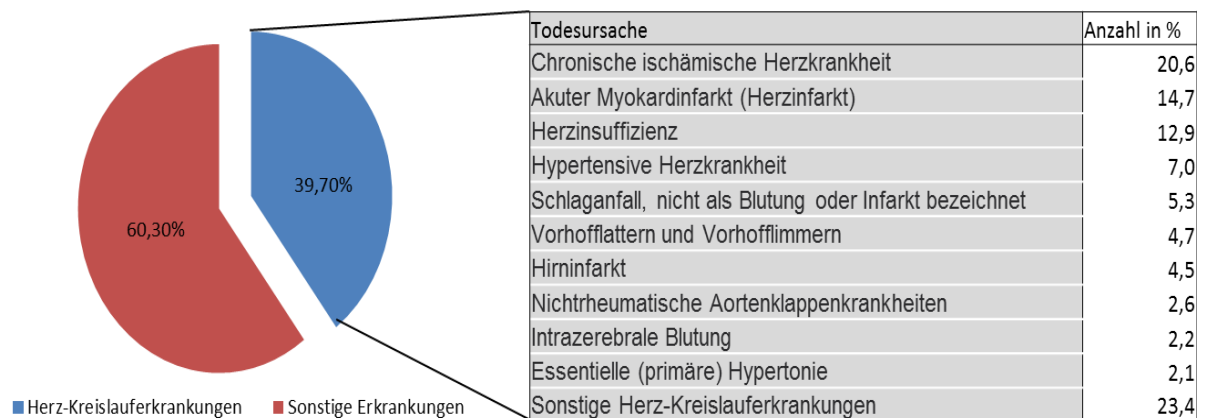 39,70%
60,30%
Herz-Kreislauferkrankungen
Sonstige Erkrankungen
Todesursache Anzahl in %
Chronische ischämische Herzkrankheit 20,6
Akuter Myokardinfarkt (Herzinfarkt) 14,7
Herzinsuffizienz 12,9
Hypertensive Herzkrankheit 7,0
Schlaganfall, nicht als Blutung oder Infarkt bezeichnet 5,3
Vorhofflattern und Vorhofflimmern 4,7
Hirninfarkt 4,5
Nichtrheumatische Aortenklappenkrankheiten 2,6
Intrazerebrale Blutung 2,2
Essentielle (primäre) Hypertonie 2,1
Sonstige Herz-Kreislauferkrankungen 23,4